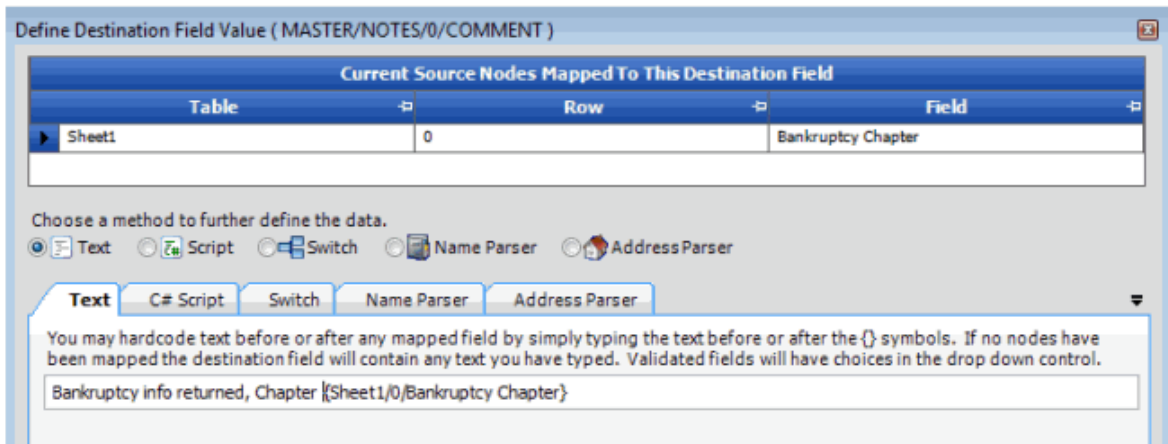 Define Destination Field Value ( MASTER/NOTES/0/COMMENT )
Current Source Nodes Mapped To This Destination Field
Table Row Field
Sheet1 0 Bankruptcy Chapter
Choose a method to further define the data.
Text Script Switch Name Parser Address Parser
Text C# Script Switch Name Parser Address Parser
You may hardcode text before or after any mapped field by simply typing the text before or after the {} symbols. If no nodes have
been mapped the destination field will contain any text you have typed. Validated fields will have choices in the drop down control.
Bankruptcy info returned, Chapter {Sheet1/0/Bankruptcy Chapter}